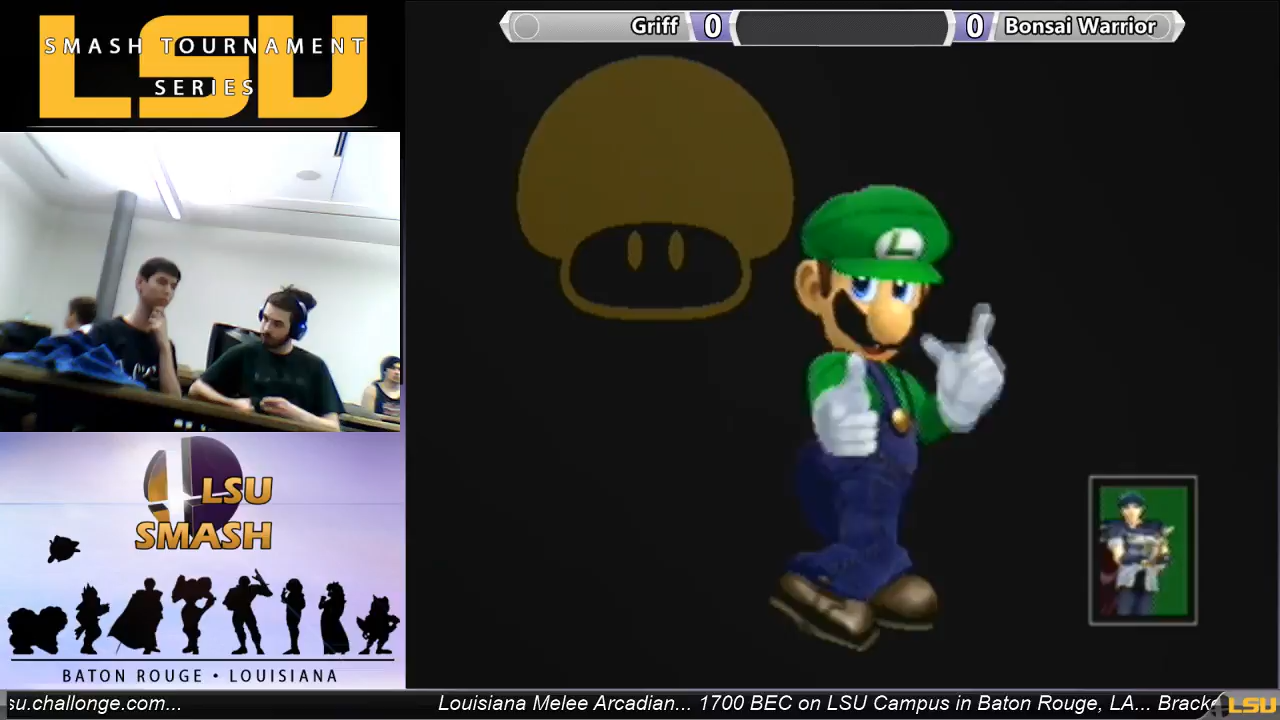 LSU
SMASH TOURNAMENT
SERIES
Griff 0 0 Bonsai Warrior
L
LSU
SMASH
BATON ROUGE • LOUISIANA
su.challonge.com... Louisiana Melee Arcadian... 1700 BEC on LSU Campus in Baton Rouge, LA... Brack
LSU